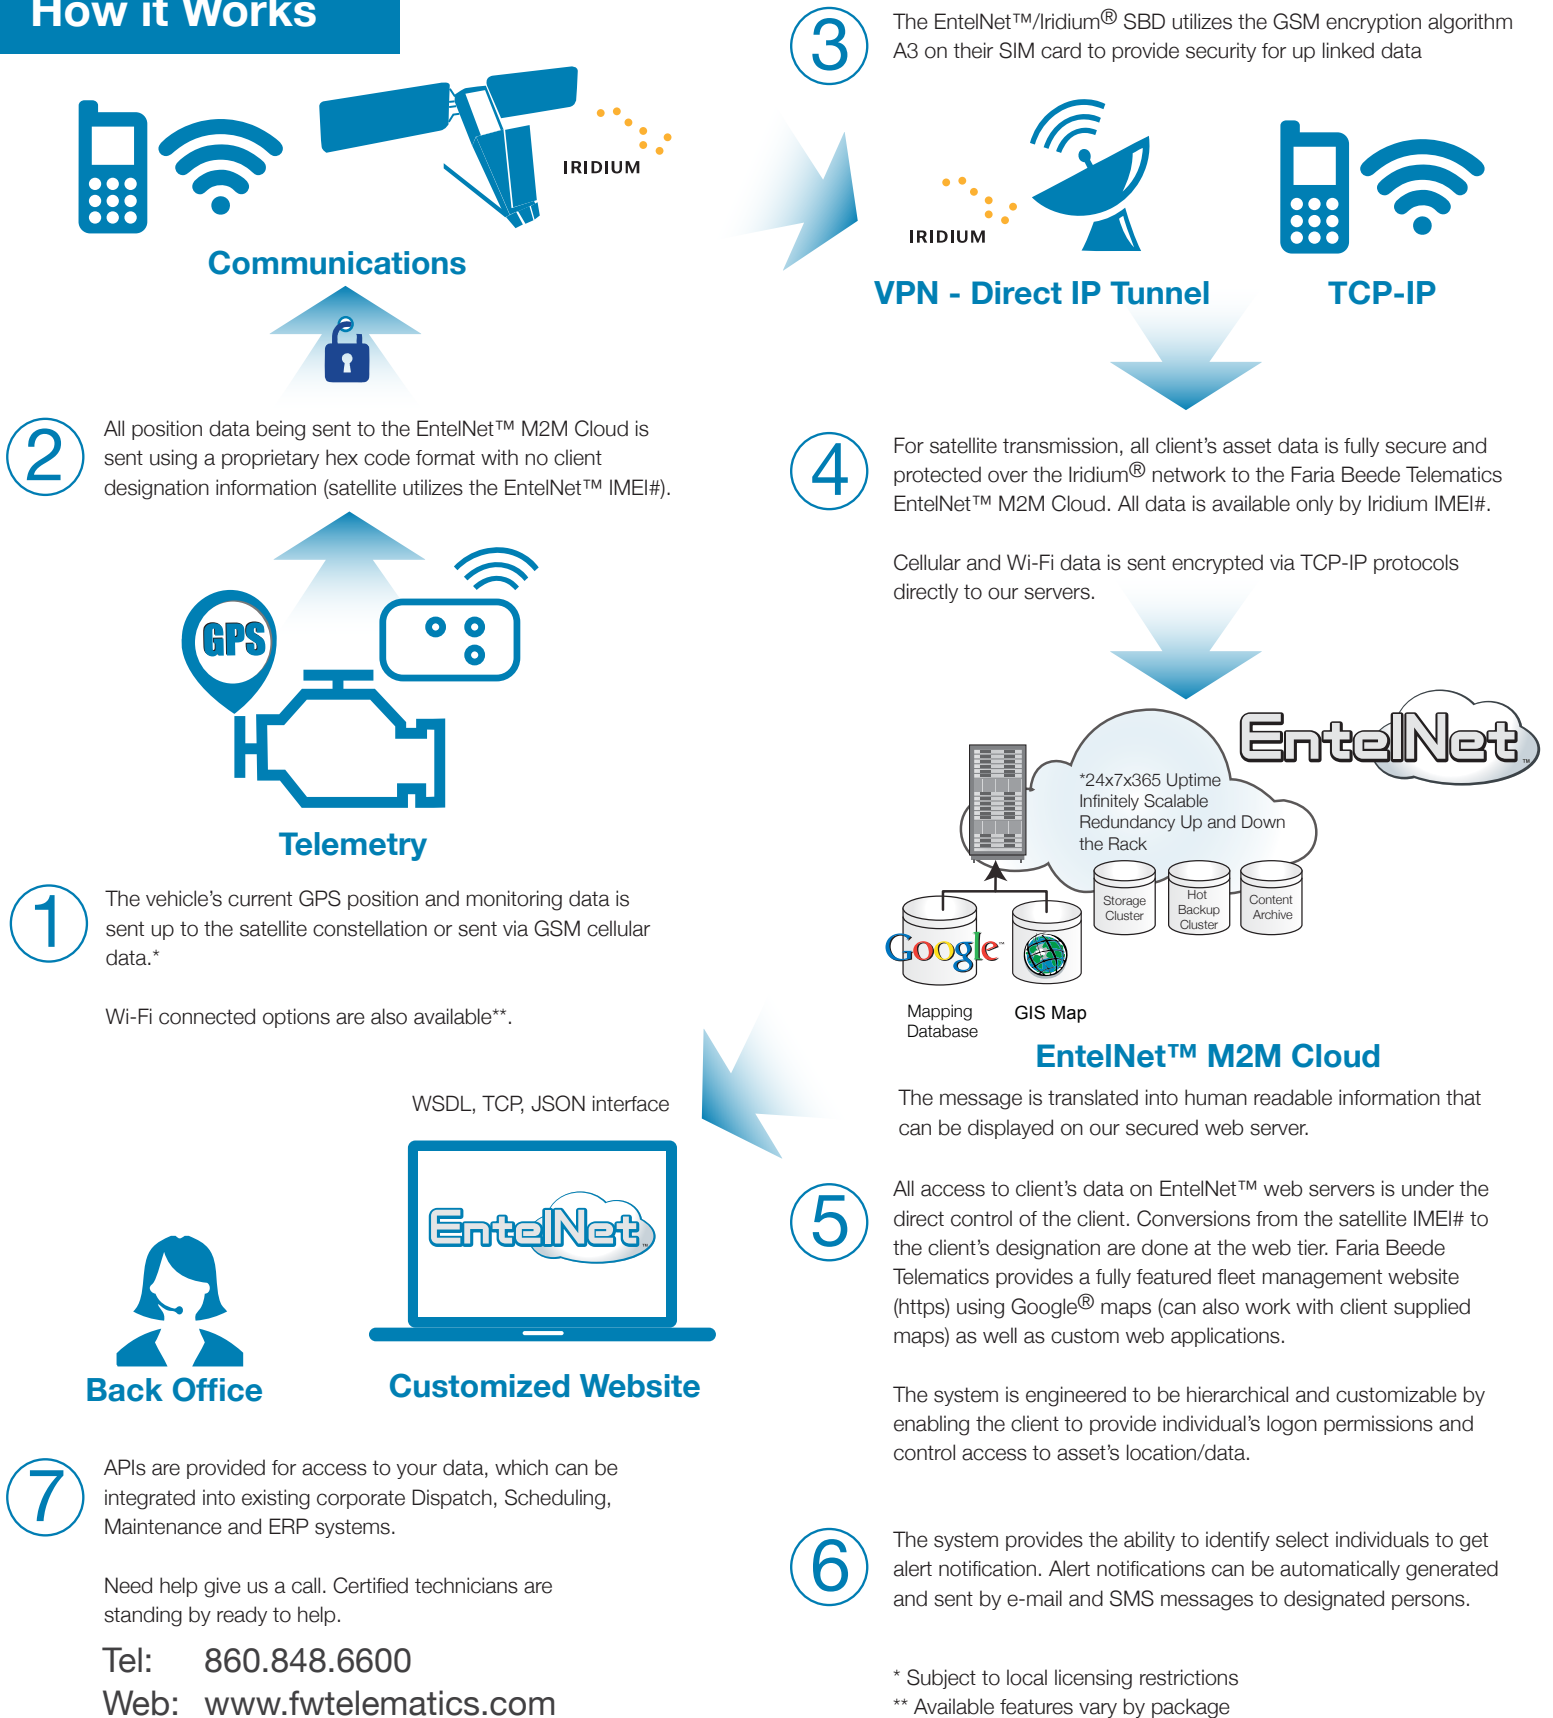 How it Works
IRIDIUM
Communications
2
All position data being sent to the EntelNet™ M2M Cloud is
sent using a proprietary hex code format with no client
designation information (satellite utilizes the EntelNet™ IMEI#).
GPS
Telemetry
1
The vehicle’s current GPS position and monitoring data is
sent up to the satellite constellation or sent via GSM cellular
data.*
Wi-Fi connected options are also available**.
3
The EntelNet™/Iridium® SBD utilizes the GSM encryption algorithm
A3 on their SIM card to provide security for up linked data
IRIDIUM
VPN - Direct IP Tunnel
TCP-IP
4
For satellite transmission, all client’s asset data is fully secure and
protected over the Iridium® network to the Faria Beede Telematics
EntelNet™ M2M Cloud. All data is available only by Iridium IMEI#.
Cellular and Wi-Fi data is sent encrypted via TCP-IP protocols
directly to our servers.
EntelNet™
*24x7x365 Uptime
Infinitely Scalable
Redundancy Up and Down
the Rack
Storage
Cluster
Hot
Backup
Cluster
Content
Archive
Google™
Mapping
Database
GIS Map
EntelNet™ M2M Cloud
The message is translated into human readable information that
can be displayed on our secured web server.
5
All access to client’s data on EntelNet™ web servers is under the
direct control of the client. Conversions from the satellite IMEI# to
the client’s designation are done at the web tier. Faria Beede
Telematics provides a fully featured fleet management website
(https) using Google® maps (can also work with client supplied
maps) as well as custom web applications.
The system is engineered to be hierarchical and customizable by
enabling the client to provide individual’s logon permissions and
control access to asset’s location/data.
6
The system provides the ability to identify select individuals to get
alert notification. Alert notifications can be automatically generated
and sent by e-mail and SMS messages to designated persons.
* Subject to local licensing restrictions
** Available features vary by package
WSDL, TCP, JSON interface
EntelNet™
Back Office
Customized Website
7
APIs are provided for access to your data, which can be
integrated into existing corporate Dispatch, Scheduling,
Maintenance and ERP systems.
Need help give us a call. Certified technicians are
standing by ready to help.
Tel: 860.848.6600
Web: www.fwtelematics.com